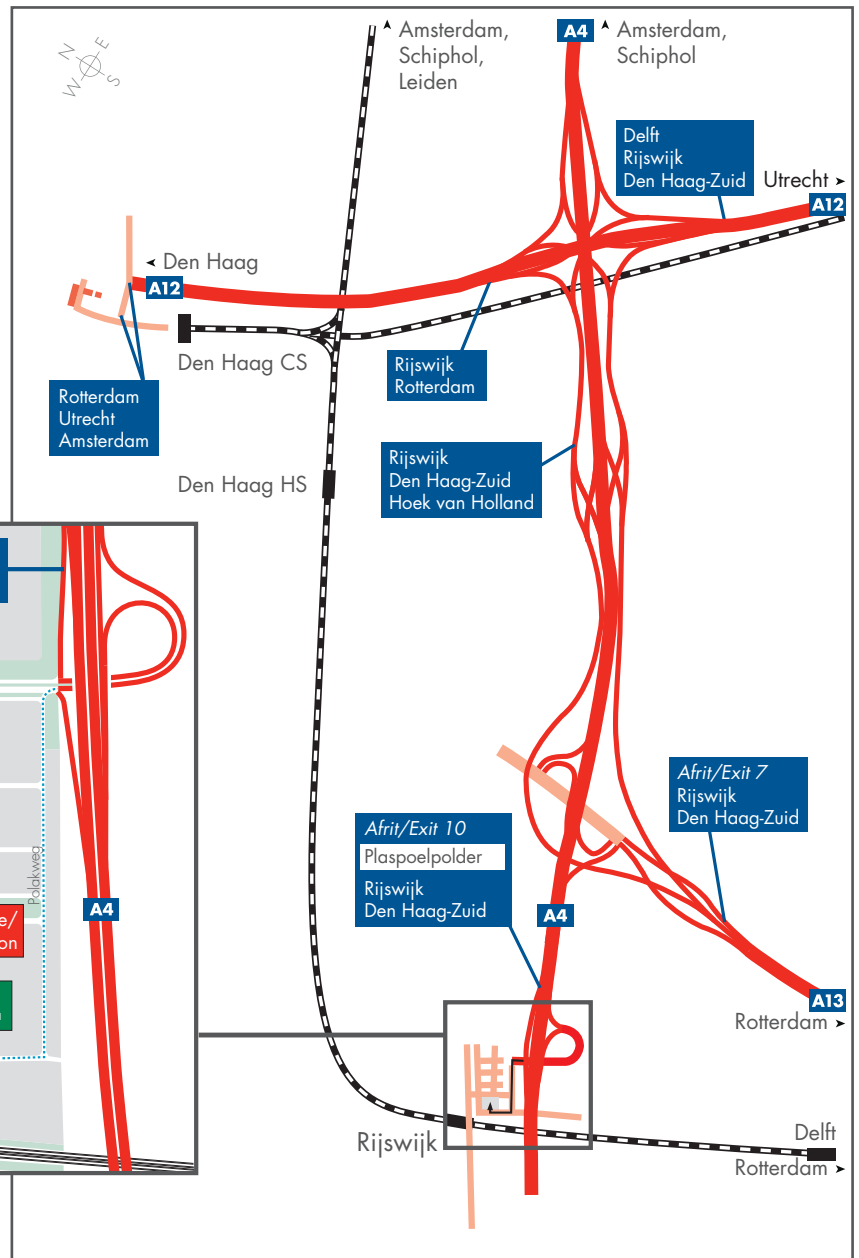 N
E
W
S
Amsterdam,
Schiphol,
Leiden
A4
Amsterdam,
Schiphol
Delft
Rijswijk
Den Haag-Zuid
Utrecht
A12
Den Haag
A12
Den Haag CS
Rijswijk
Rotterdam
Rotterdam
Utrecht
Amsterdam
Rijswijk
Den Haag-Zuid
Hoek van Holland
Den Haag HS
Afrit/Exit 7
Rijswijk
Den Haag-Zuid
Afrit/Exit 10
Plaspoelpolder
Rijswijk
Den Haag-Zuid
Polakweg
A4
A4
e/
on
A13
Rotterdam
Rijswijk
Delft
Rotterdam